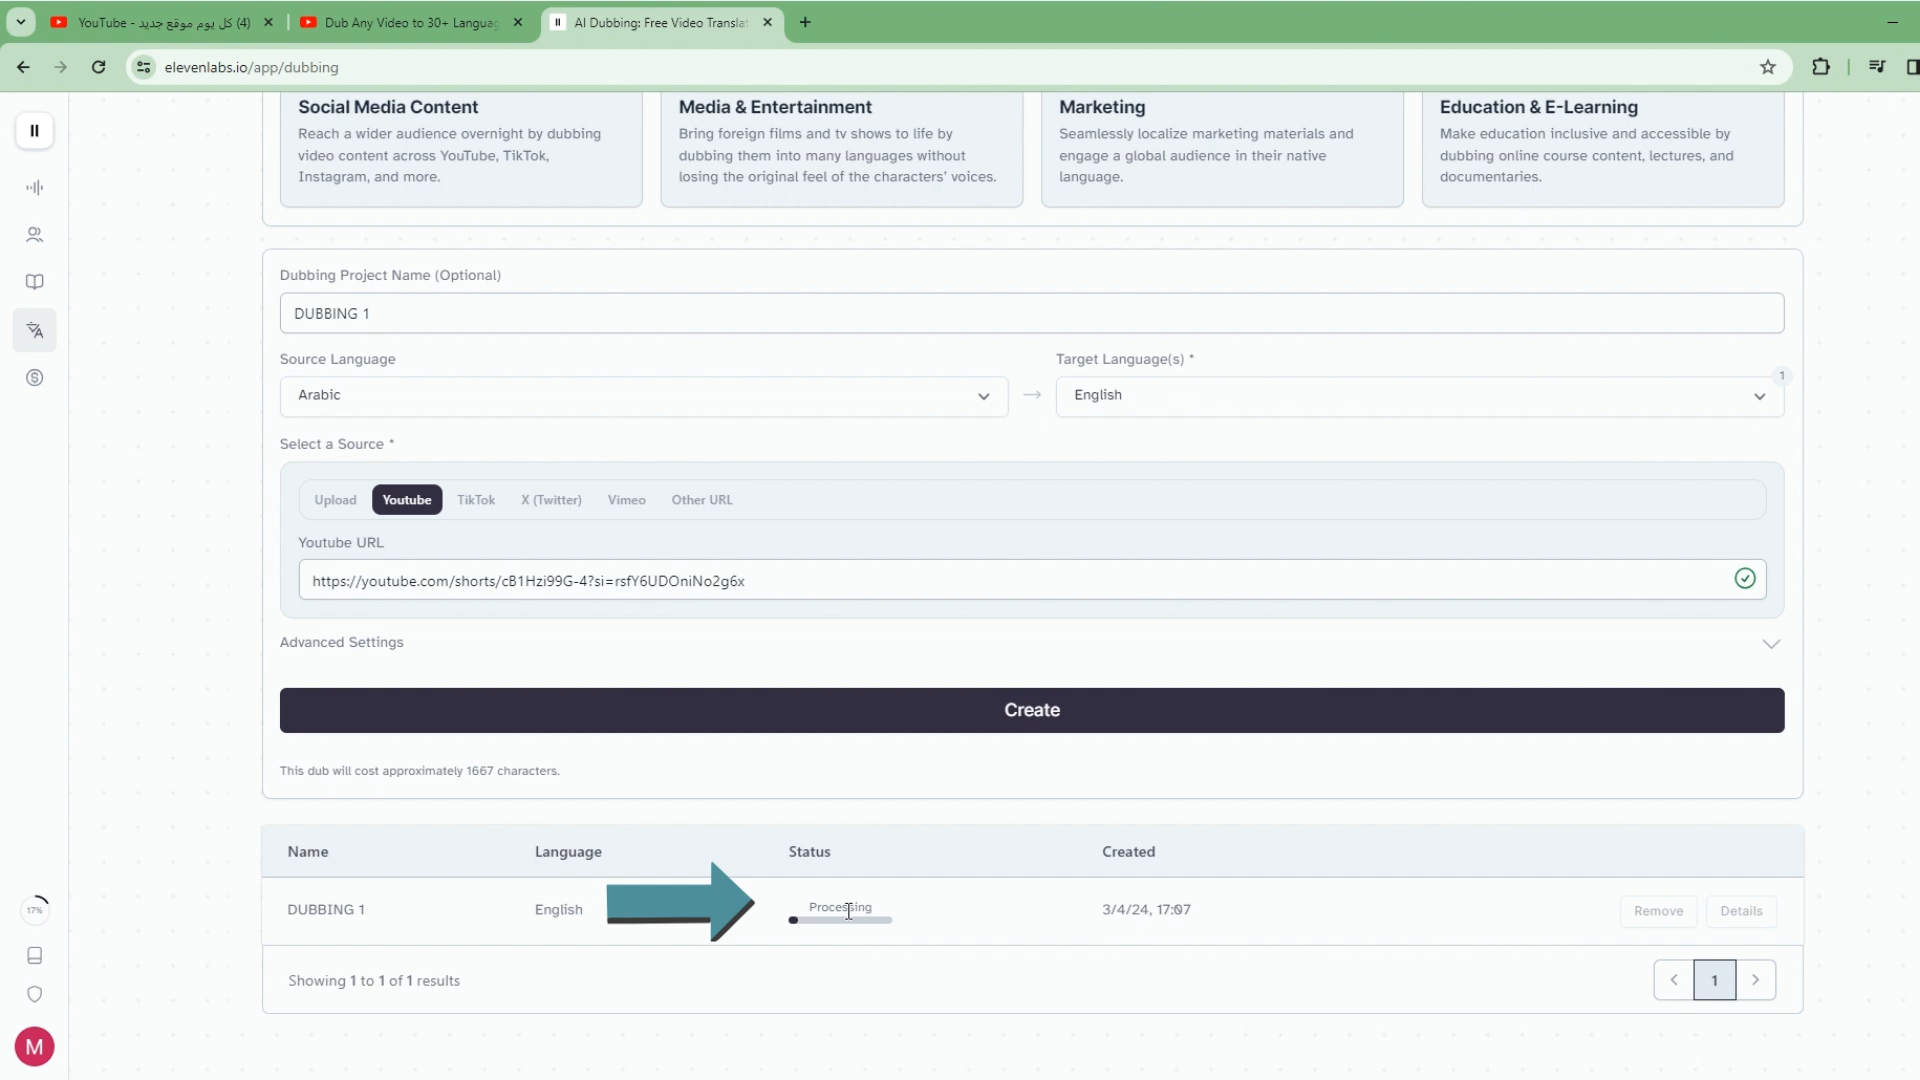 YouTube - كل يوم موقع جديد (4)
Dub Any Video to 30+ Languag
AI Dubbing: Free Video Translat
elevenlabs.io/app/dubbing
Social Media Content
Reach a wider audience overnight by dubbing
video content across YouTube, TikTok,
Instagram, and more.
Media & Entertainment
Bring foreign films and tv shows to life by
dubbing them into many languages without
losing the original feel of the characters' voices.
Marketing
Seamlessly localize marketing materials and
engage a global audience in their native
language.
Education & E-Learning
Make education inclusive and accessible by
dubbing online course content, lectures, and
documentaries.
Dubbing Project Name (Optional)
DUBBING 1
Source Language
Target Language(s) *
Arabic
English
1
Select a Source *
Upload Youtube TikTok X (Twitter) Vimeo Other URL
Youtube URL
https://youtube.com/shorts/cB1Hzi99G-4?si=rsfY6UDOniNo2g6x
Advanced Settings
Create
This dub will cost approximately 1667 characters.
Name Language Status Created
DUBBING 1 English Processing 3/4/24, 17:07 Remove Details
Showing 1 to 1 of 1 results
1
17%
M